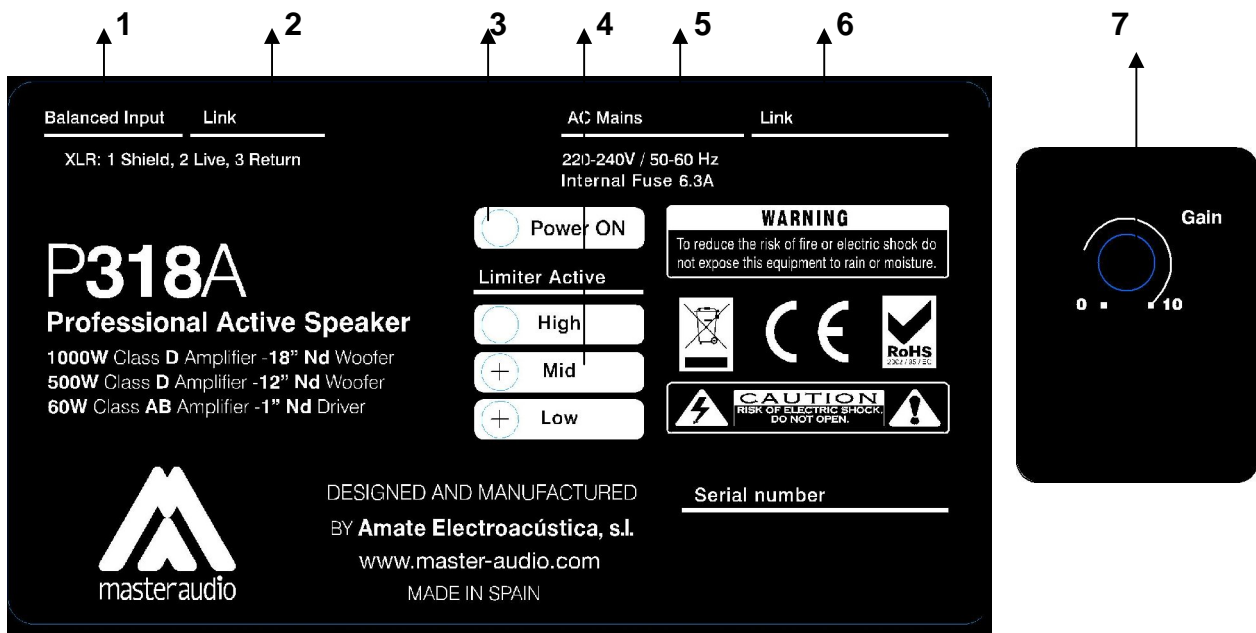 1 2 3 4 5 6 7
Balanced Input Link AC Mains Link
XLR: 1 Shield, 2 Live, 3 Return
220-240V / 50-60 Hz
Internal Fuse 6.3A
Power ON
WARNING
To reduce the risk of fire or electric shock do
not expose this equipment to rain or moisture.
P318A
Professional Active Speaker
1000W Class D Amplifier -18” Nd Woofer
500W Class D Amplifier -12” Nd Woofer
60W Class AB Amplifier -1” Nd Driver
Limiter Active
High
Mid
Low
CE
RoHS
2002/95/EC
CAUTION
RISK OF ELECTRIC SHOCK.
DO NOT OPEN.
master audio
DESIGNED AND MANUFACTURED
BY Amate Electroacústica, s.l.
www.master-audio.com
MADE IN SPAIN
Serial number
Gain
0 10